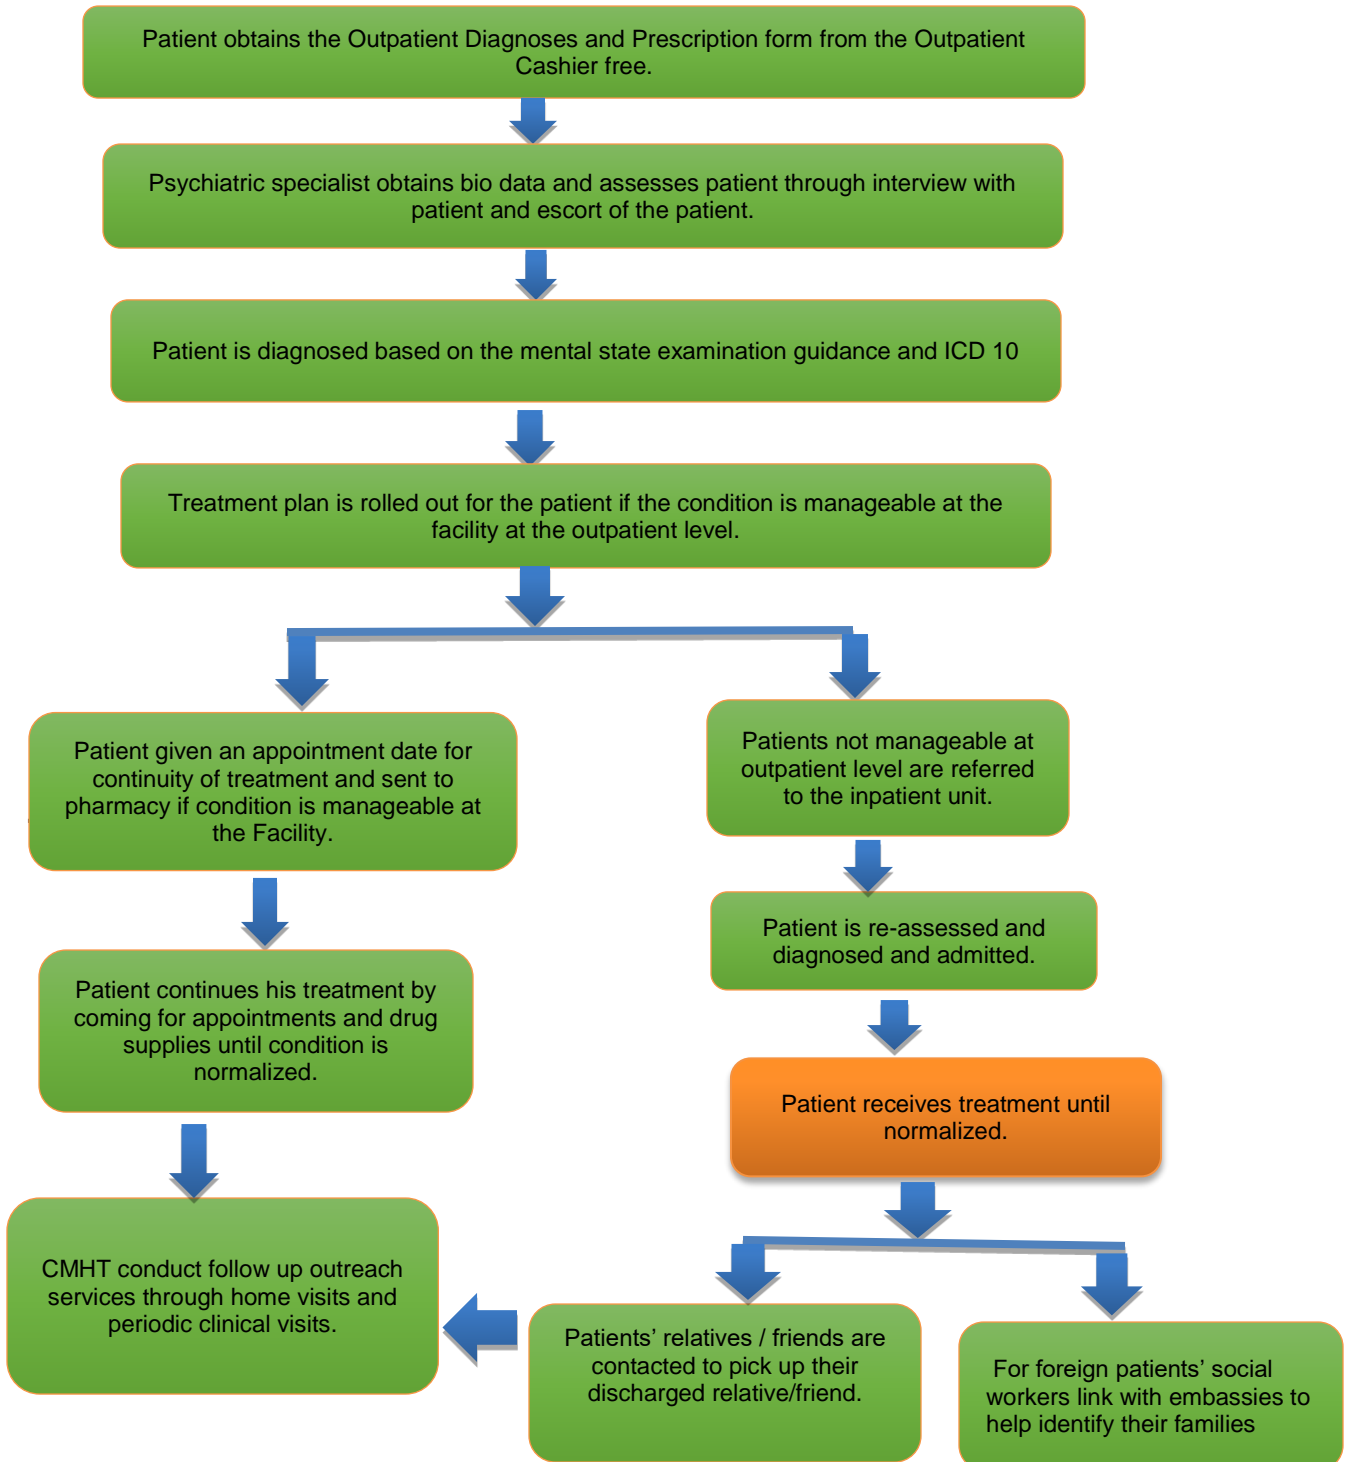 Patient obtains the Outpatient Diagnoses and Prescription form from the Outpatient
Cashier free.
Psychiatric specialist obtains bio data and assesses patient through interview with
patient and escort of the patient.
Patient is diagnosed based on the mental state examination guidance and ICD 10
Treatment plan is rolled out for the patient if the condition is manageable at the
facility at the outpatient level.
Patient given an appointment date for
continuity of treatment and sent to
pharmacy if condition is manageable at
the Facility.
Patients not manageable at
outpatient level are referred
to the inpatient unit.
Patient is re-assessed and
diagnosed and admitted.
Patient continues his treatment by
coming for appointments and drug
supplies until condition is
normalized.
Patient receives treatment until
normalized.
CMHT conduct follow up outreach
services through home visits and
periodic clinical visits.
Patients’ relatives / friends are
contacted to pick up their
discharged relative/friend.
For foreign patients’ social
workers link with embassies to
help identify their families